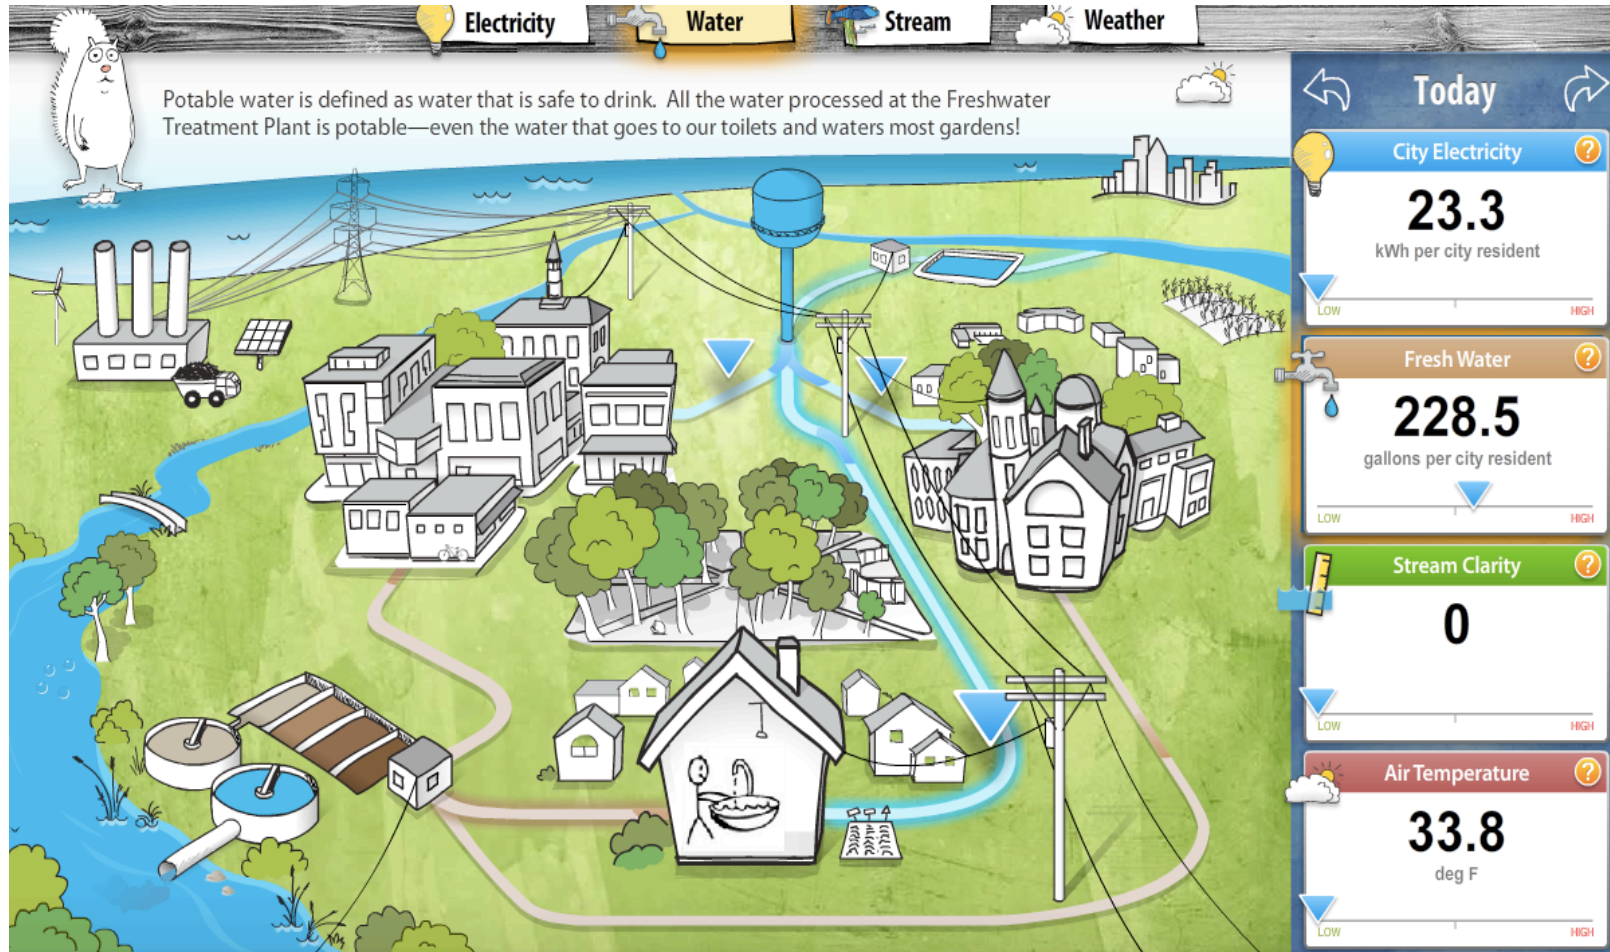 Electricity
Water
Stream
Weather
Potable water is defined as water that is safe to drink.  All the water processed at the Freshwater
Treatment Plant is potable—even the water that goes to our toilets and waters most gardens!
Today
City Electricity
?
23.3
kWh per city resident
LOW
HIGH
Fresh Water
?
228.5
gallons per city resident
LOW
HIGH
Stream Clarity
?
0
LOW
HIGH
Air Temperature
?
33.8
deg F
LOW
HIGH